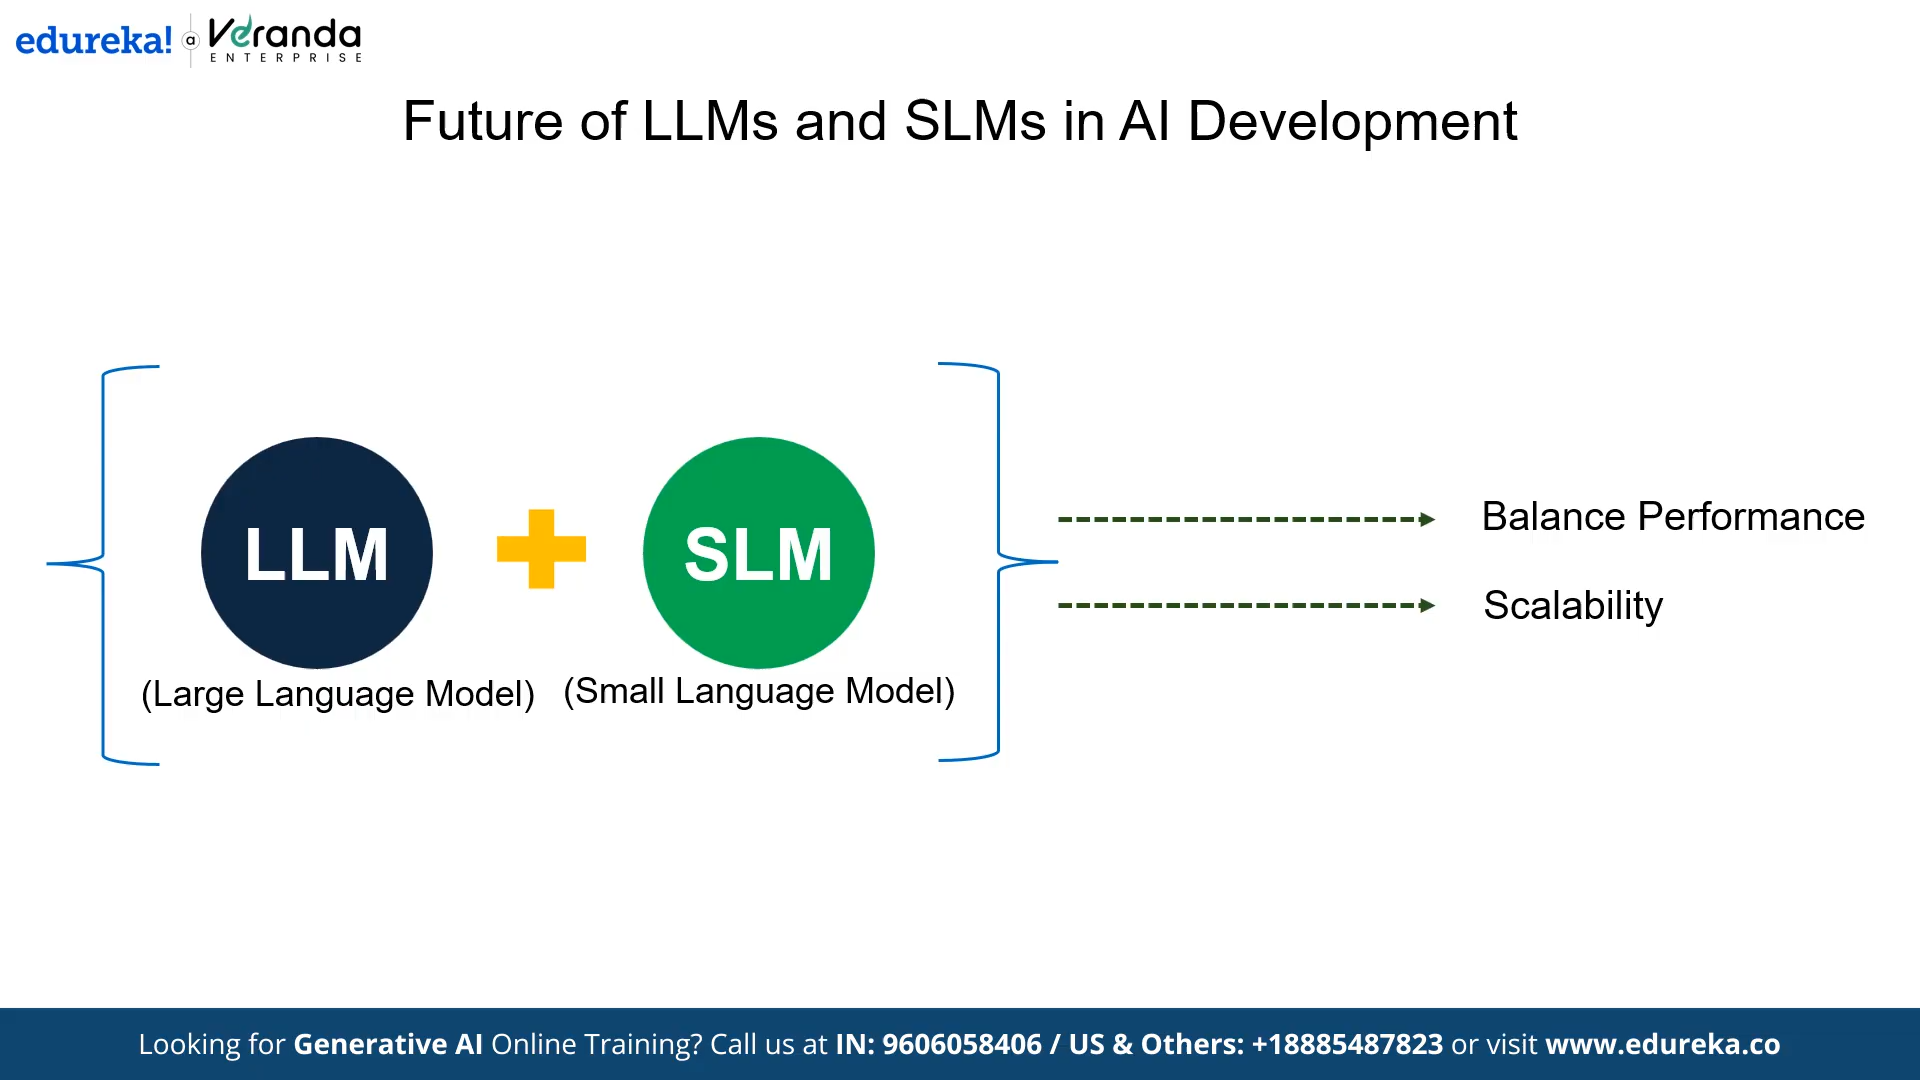 edureka! a Veranda
ENTERPRISE
Future of LLMs and SLMs in AI Development
LLM
SLM
(Large Language Model)
(Small Language Model)
Balance Performance
Scalability
Looking for Generative AI Online Training? Call us at IN: 9606058406 / US & Others: +18885487823 or visit www.edureka.co